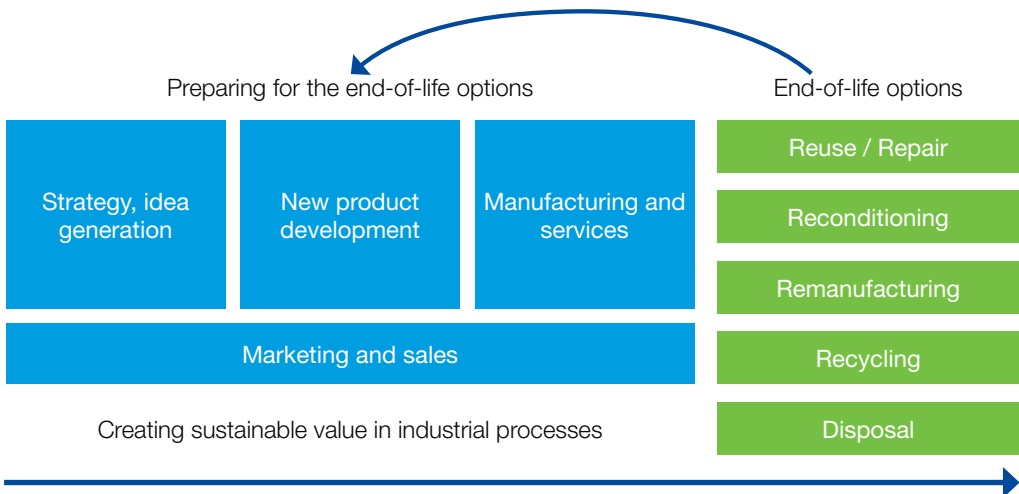 Preparing for the end-of-life options
End-of-life options
Strategy, idea
generation
New product
development
Manufacturing and
services
Marketing and sales
Creating sustainable value in industrial processes
Reuse / Repair
Reconditioning
Remanufacturing
Recycling
Disposal